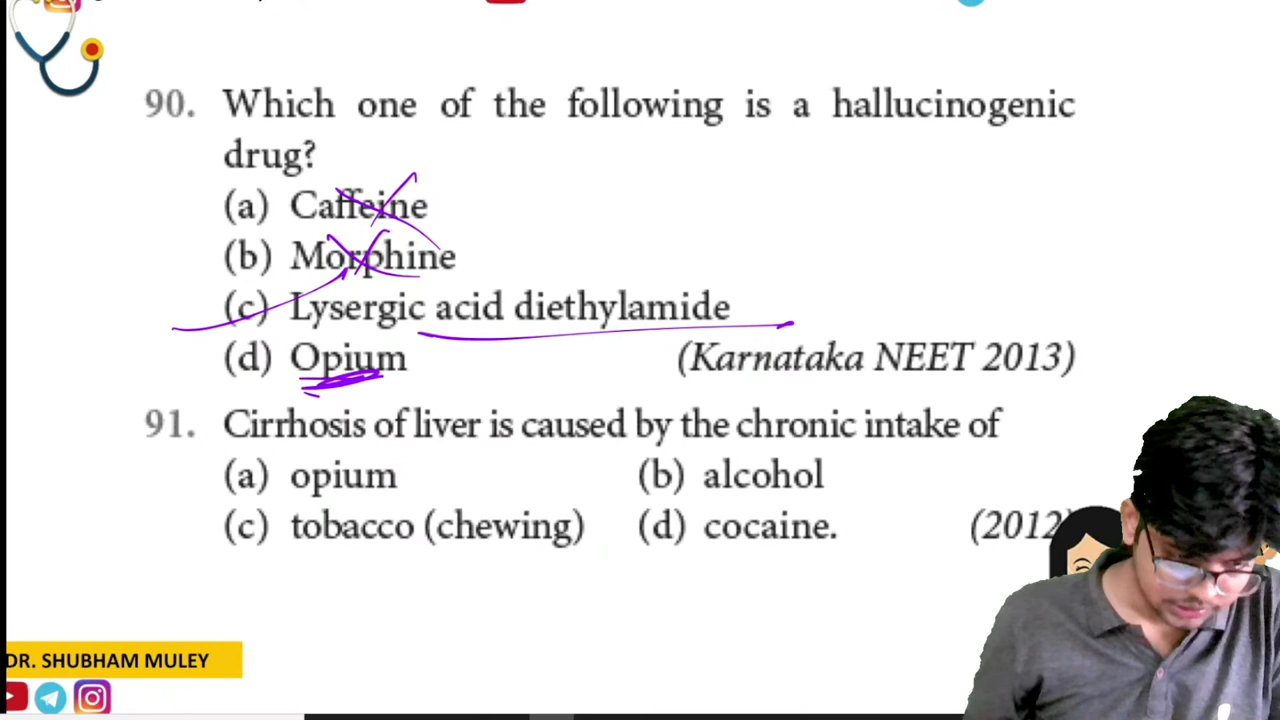 90. Which one of the following is a hallucinogenic
drug?
(a) Caffeine
(b) Morphine
(c) Lysergic acid diethylamide
(d) Opium (Karnataka NEET 2013)
91. Cirrhosis of liver is caused by the chronic intake of
(a) opium (b) alcohol
(c) tobacco (chewing) (d) cocaine. (2012
DR. SHUBHAM MULEY